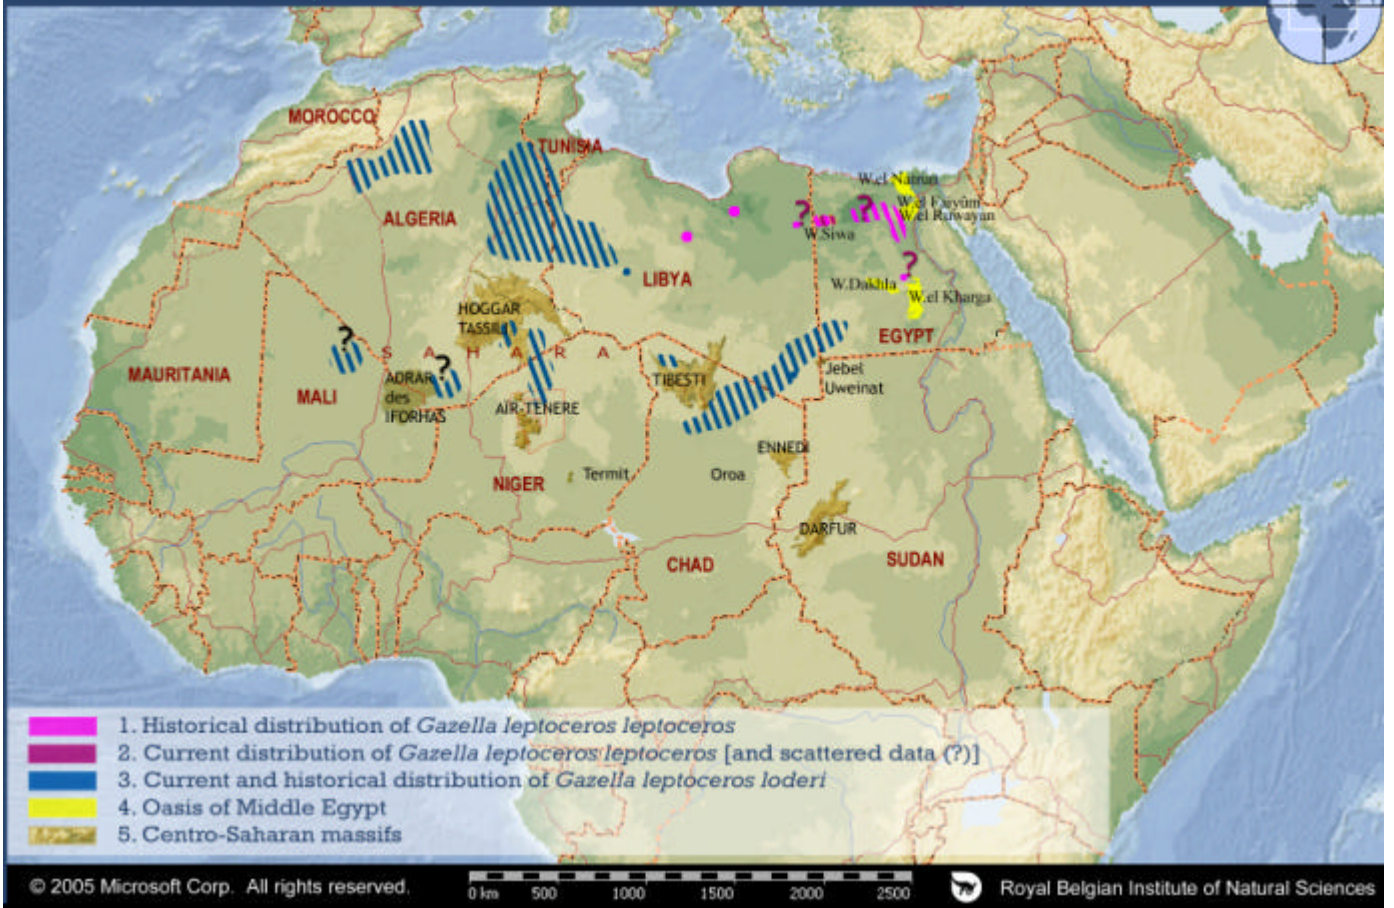 MOROCCO
TUNISIA
W.el Natrun
W.el Faiyûm
W.el Ruwayan
?
?
ALGERIA
W.Siwa
?
LIBYA
W.Dakhla
W.el Kharga
HOGGAR
TASSILI
EGYPT
?
S A H A R A
?
MAURITANIA
MALI
ADRAR
des
IFORHAS
TIBESTI
Jebel
Uweinat
AIR-TENERE
ENNEDI
NIGER
Termit
Oroa
DARFUR
CHAD
SUDAN
1. Historical distribution of Gazella leptoceros leptoceros
2. Current distribution of Gazella leptoceros leptoceros [and scattered data (?)]
3. Current and historical distribution of Gazella leptoceros loderi
4. Oasis of Middle Egypt
5. Centro-Saharan massifs
© 2005 Microsoft Corp. All rights reserved.
0 km 500 1000 1500 2000 2500
Royal Belgian Institute of Natural Sciences